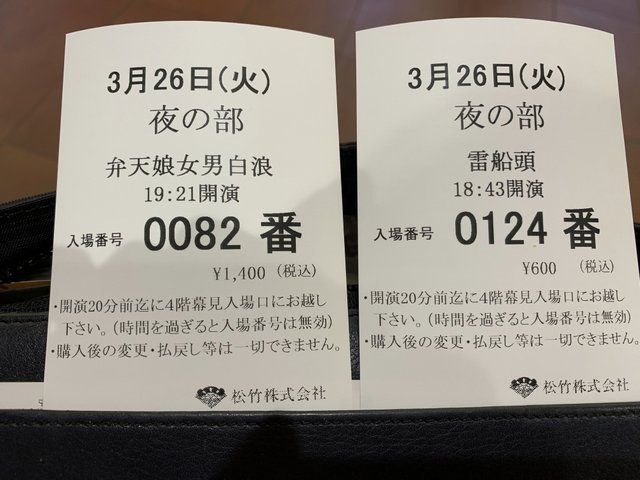 3月26日(火)
夜の部
弁天娘女男白浪
19:21開演
入場番号 0082 番
¥1,400 (税込)
・開演20分前迄に4階幕見入場口にお越し
下さい。(時間を過ぎると入場番号は無効)
・購入後の変更・払戻し等は一切できません。
松竹株式会社
3月26日(火)
夜の部
雷船頭
18:43開演
入場番号 0124 番
¥600 (税込)
・開演20分前迄に4階幕見入場口にお越し
下さい。(時間を過ぎると入場番号は無効)
・購入後の変更・払戻し等は一切できません。
松竹株式会社